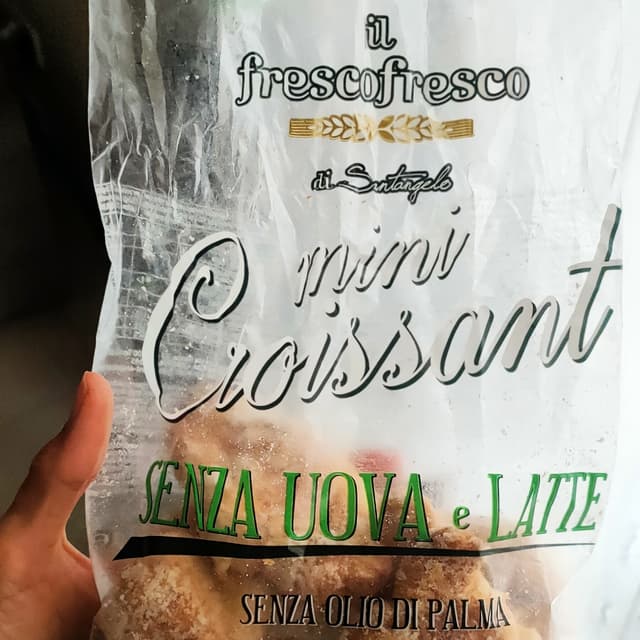 il
frescofresco
di Santangelo
mini
Croissant
SENZA UOVA e LATTE
SENZA OLIO DI PALMA